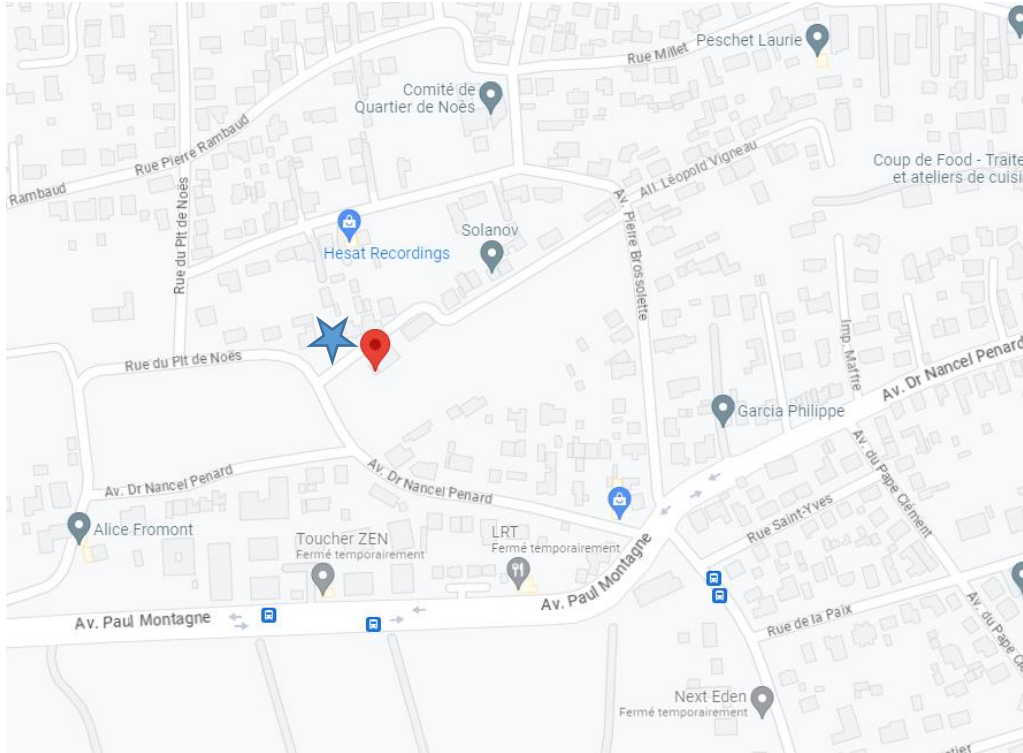 Peschet Laurie
Rue Millet
Comité de
Quartier de Noès
Rue Pierre Rambaud
Rambaud
All. Léopold Vigneau
Coup de Food - Traite
et ateliers de cuisi
Rue du Plt de Noës
Av. Pierre Brossolette
Solanov
Hesat Recordings
Imp. Maffre
Rue du Plt de Noës
Av. Dr Nancel Penard
Garcia Philippe
Av. du Pape Clément
Av. Dr Nancel Penard
Av. Dr Nancel Penard
Rue Saint-Yves
Alice Fromont
Toucher ZEN
Fermé temporairement
LRT
Fermé temporairement
Av. Paul Montagne
Av. Paul Montagne
Rue de la Paix
Av. du Pape Cl
Next Eden
Fermé temporairement